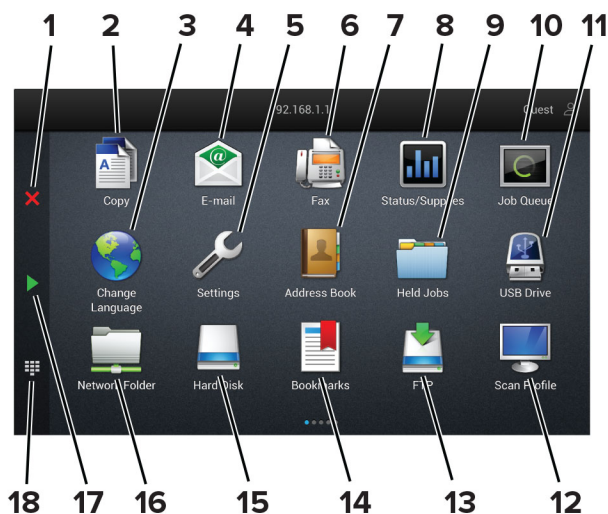 1 2 3 4 5 6 7 8 9 10 11
92.168.1.1
Guest
A @
Copy E-mail Fax Status/Supplies Job Queue
Change
Language
Settings Address Book Held Jobs USB Drive
Network Folder Hard Disk Bookmarks FTP Scan Profile
18 17 16 15 14 13 12